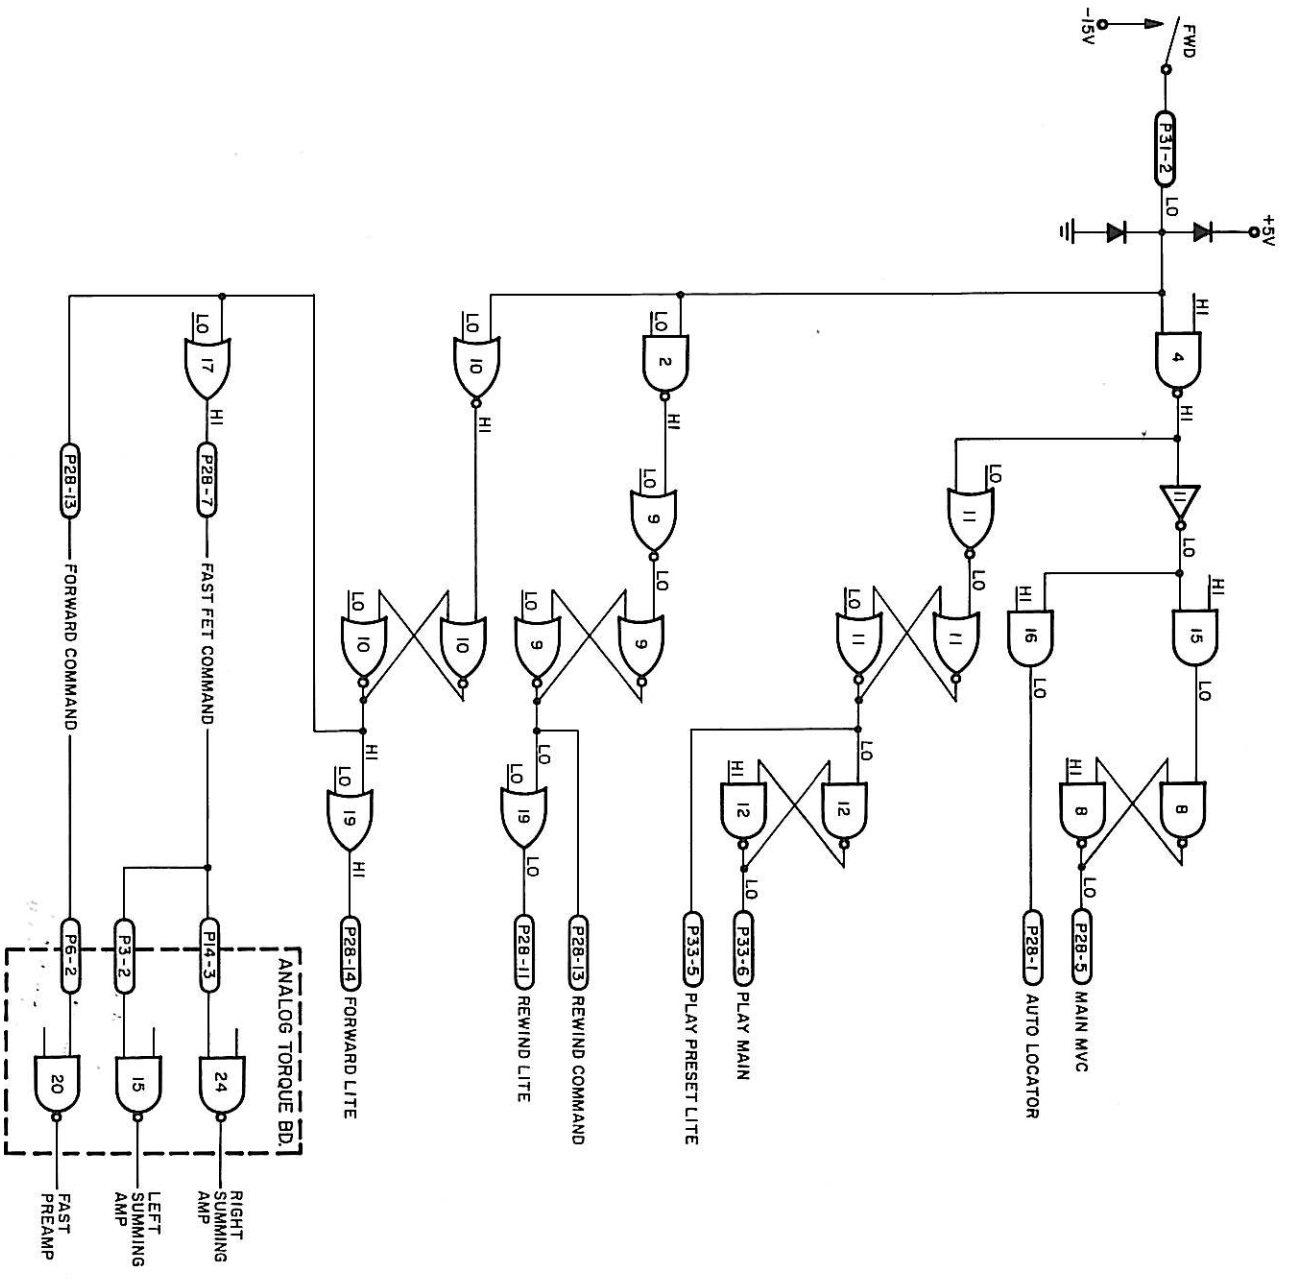 FWD
-15V
P31-2
LO
+5V
HI
4
HI
11
LO
HI
15
LO
8
HI
8
LO
P28-5
MAIN MVC
HI
16
LO
P28-1
AUTO LOCATOR
LO
11
LO
11
LO
11
LO
12
HI
12
LO
P33-6
PLAY MAIN
P33-5
PLAY PRESET LITE
LO
2
HI
LO
9
LO
9
LO
9
LO
P28-13
REWIND COMMAND
LO
19
LO
P28-11
REWIND LITE
LO
10
HI
10
LO
10
HI
LO
19
HI
P28-14
FORWARD LITE
LO
17
HI
P28-7
FAST FET COMMAND
P28-13
FORWARD COMMAND
ANALOG TORQUE BD.
P14-3
24
RIGHT
SUMMING
AMP
P3-2
15
LEFT
SUMMING
AMP
P6-2
20
FAST
PREAMP